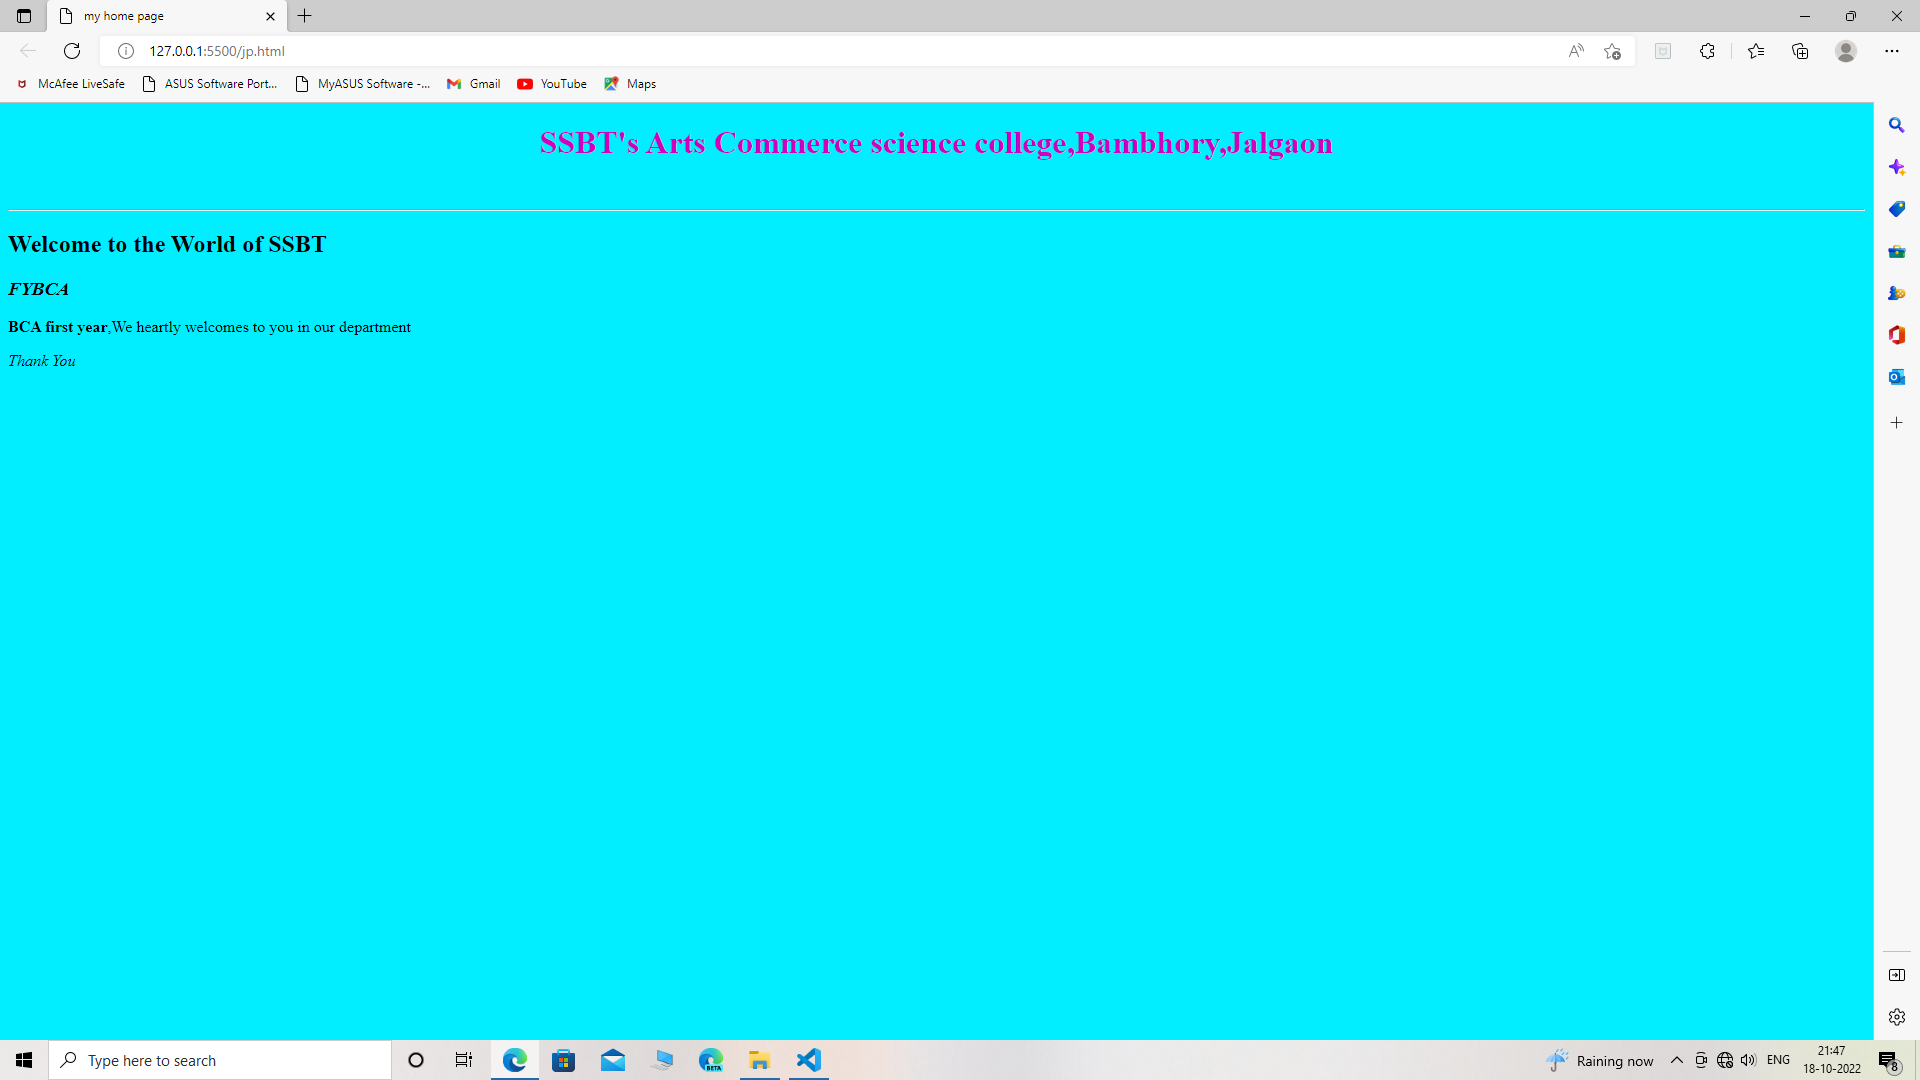 my home page
127.0.0.1:5500/jp.html
McAfee LiveSafe
ASUS Software Port...
MyASUS Software -...
Gmail
YouTube
Maps
SSBT's Arts Commerce science college,Bambhory,Jalgaon
Welcome to the World of SSBT
FYBCA
BCA first year,We heartly welcomes to you in our department
Thank You
Type here to search
BETA
Raining now
ENG
21:47
18-10-2022
8